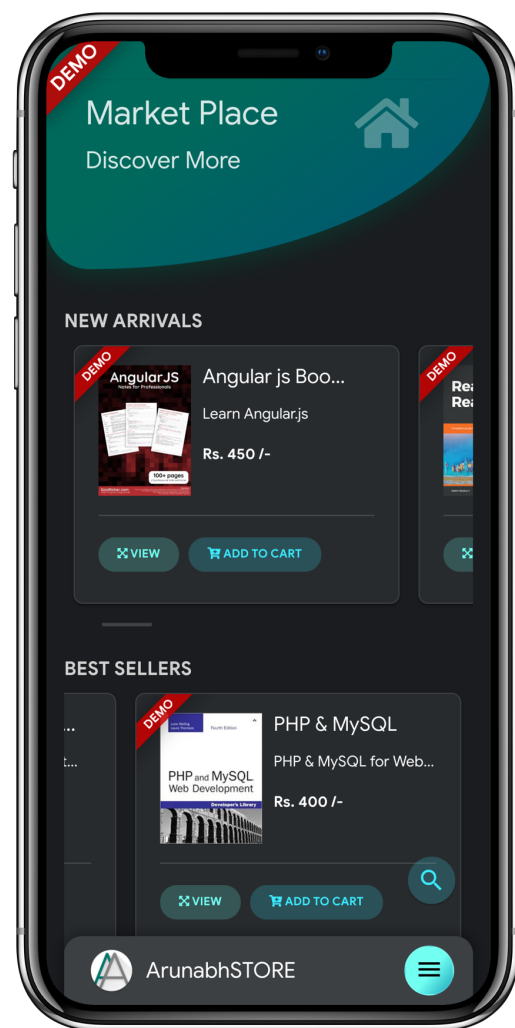 DEMO
Market Place
Discover More
NEW ARRIVALS
DEMO
AngularJS
Notes for Professionals
100+ pages
Angular js Boo...
Learn Angular.js
Rs. 450 /-
VIEW
ADD TO CART
DEMO
Rea
Rea
BEST SELLERS
...
t...
DEMO
Fourth Edition
PHP and MySQL
Web Development
Developer's Library
PHP & MySQL
PHP & MySQL for Web...
Rs. 400 /-
VIEW
ADD TO CART
ArunabhSTORE